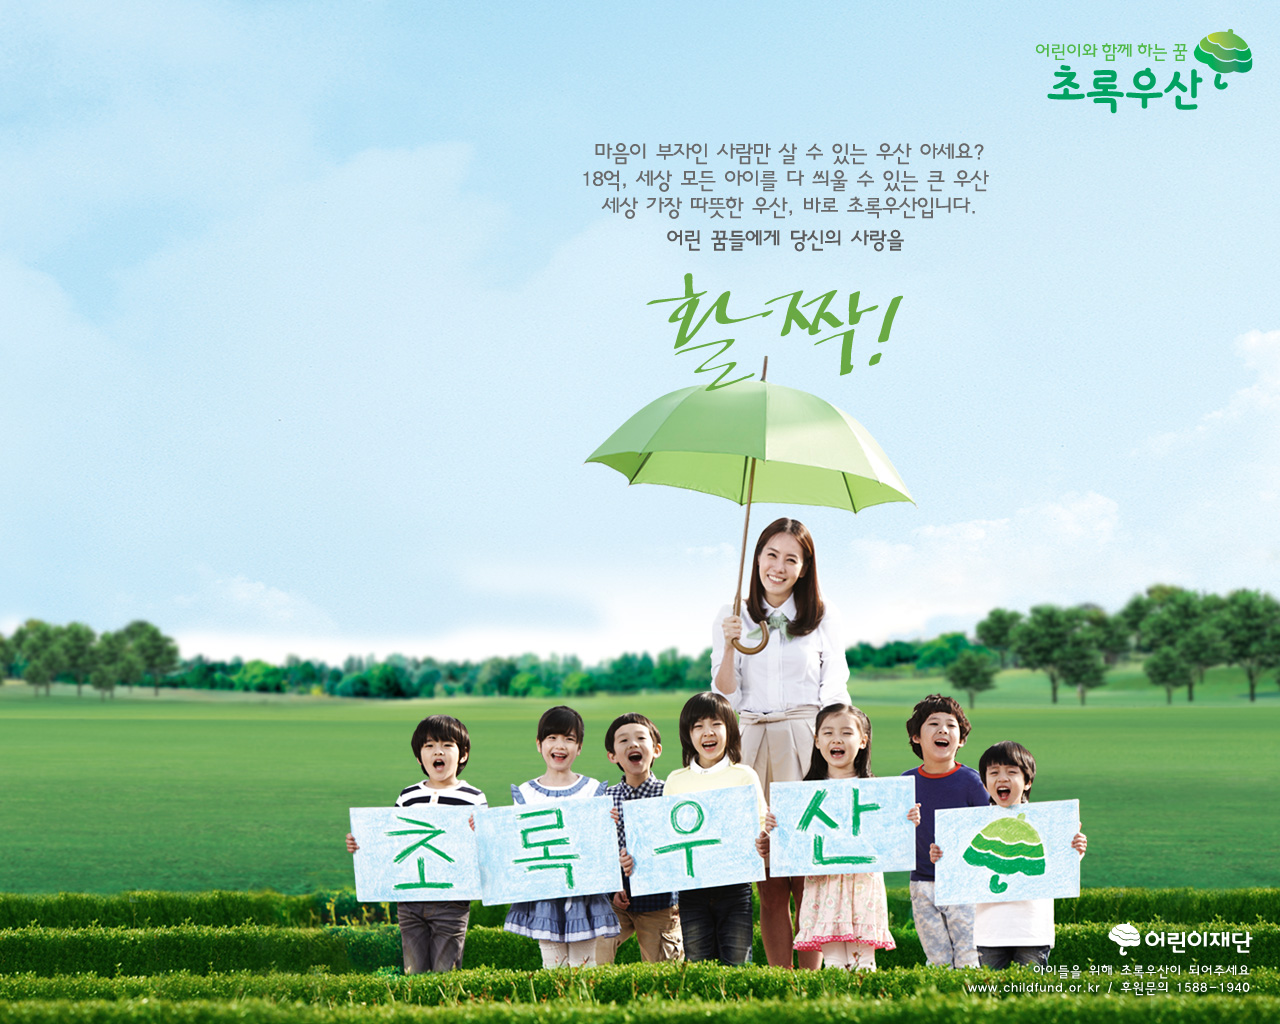 어린이와 함께 하는 꿈
초록우산
마음이 부자인 사람만 살 수 있는 우산 아세요?
18억, 세상 모든 아이를 다 씌울 수 있는 큰 우산
세상 가장 따뜻한 우산, 바로 초록우산입니다.
어린 꿈들에게 당신의 사랑을
활짝!
초록우산
어린이재단
아이들을 위해 초록우산이 되어주세요
www.childfund.or.kr / 후원문의 1588-1940